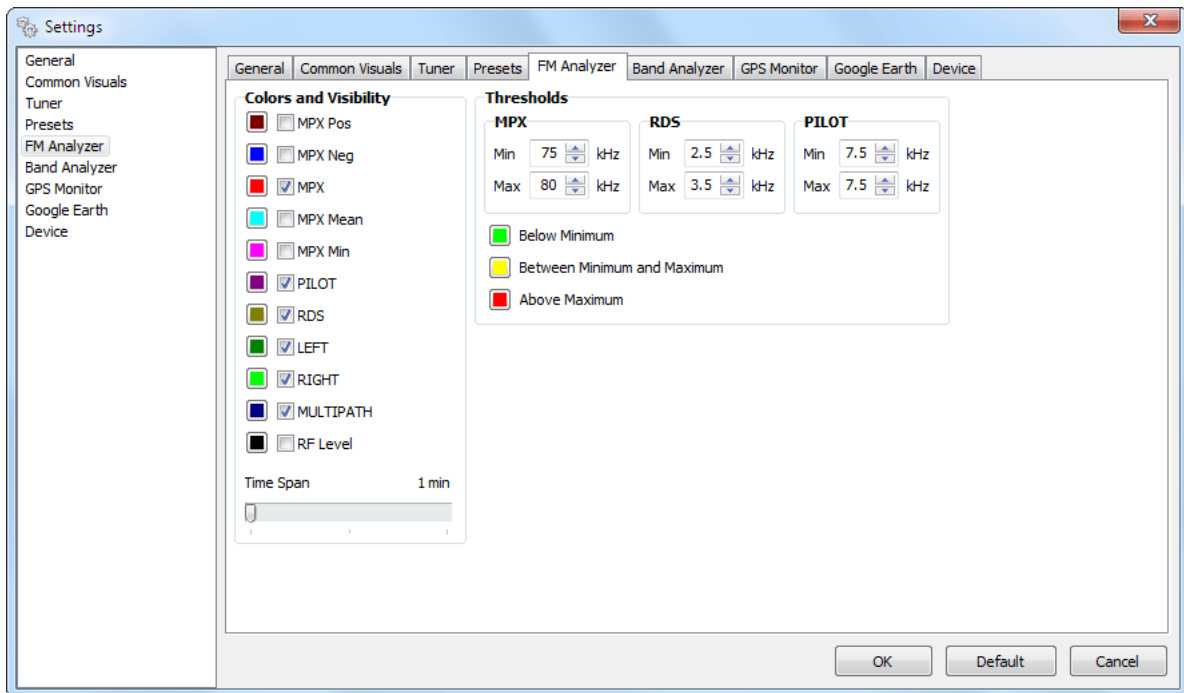 Settings
General
Common Visuals
Tuner
Presets
FM Analyzer
Band Analyzer
GPS Monitor
Google Earth
Device
General Common Visuals Tuner Presets FM Analyzer Band Analyzer GPS Monitor Google Earth Device
Colors and Visibility
MPX Pos
MPX Neg
MPX
MPX Mean
MPX Min
PILOT
RDS
LEFT
RIGHT
MULTIPATH
RF Level
Time Span 1 min
Thresholds
MPX
Min 75 kHz
Max 80 kHz
RDS
Min 2.5 kHz
Max 3.5 kHz
PILOT
Min 7.5 kHz
Max 7.5 kHz
Below Minimum
Between Minimum and Maximum
Above Maximum
OK Default Cancel